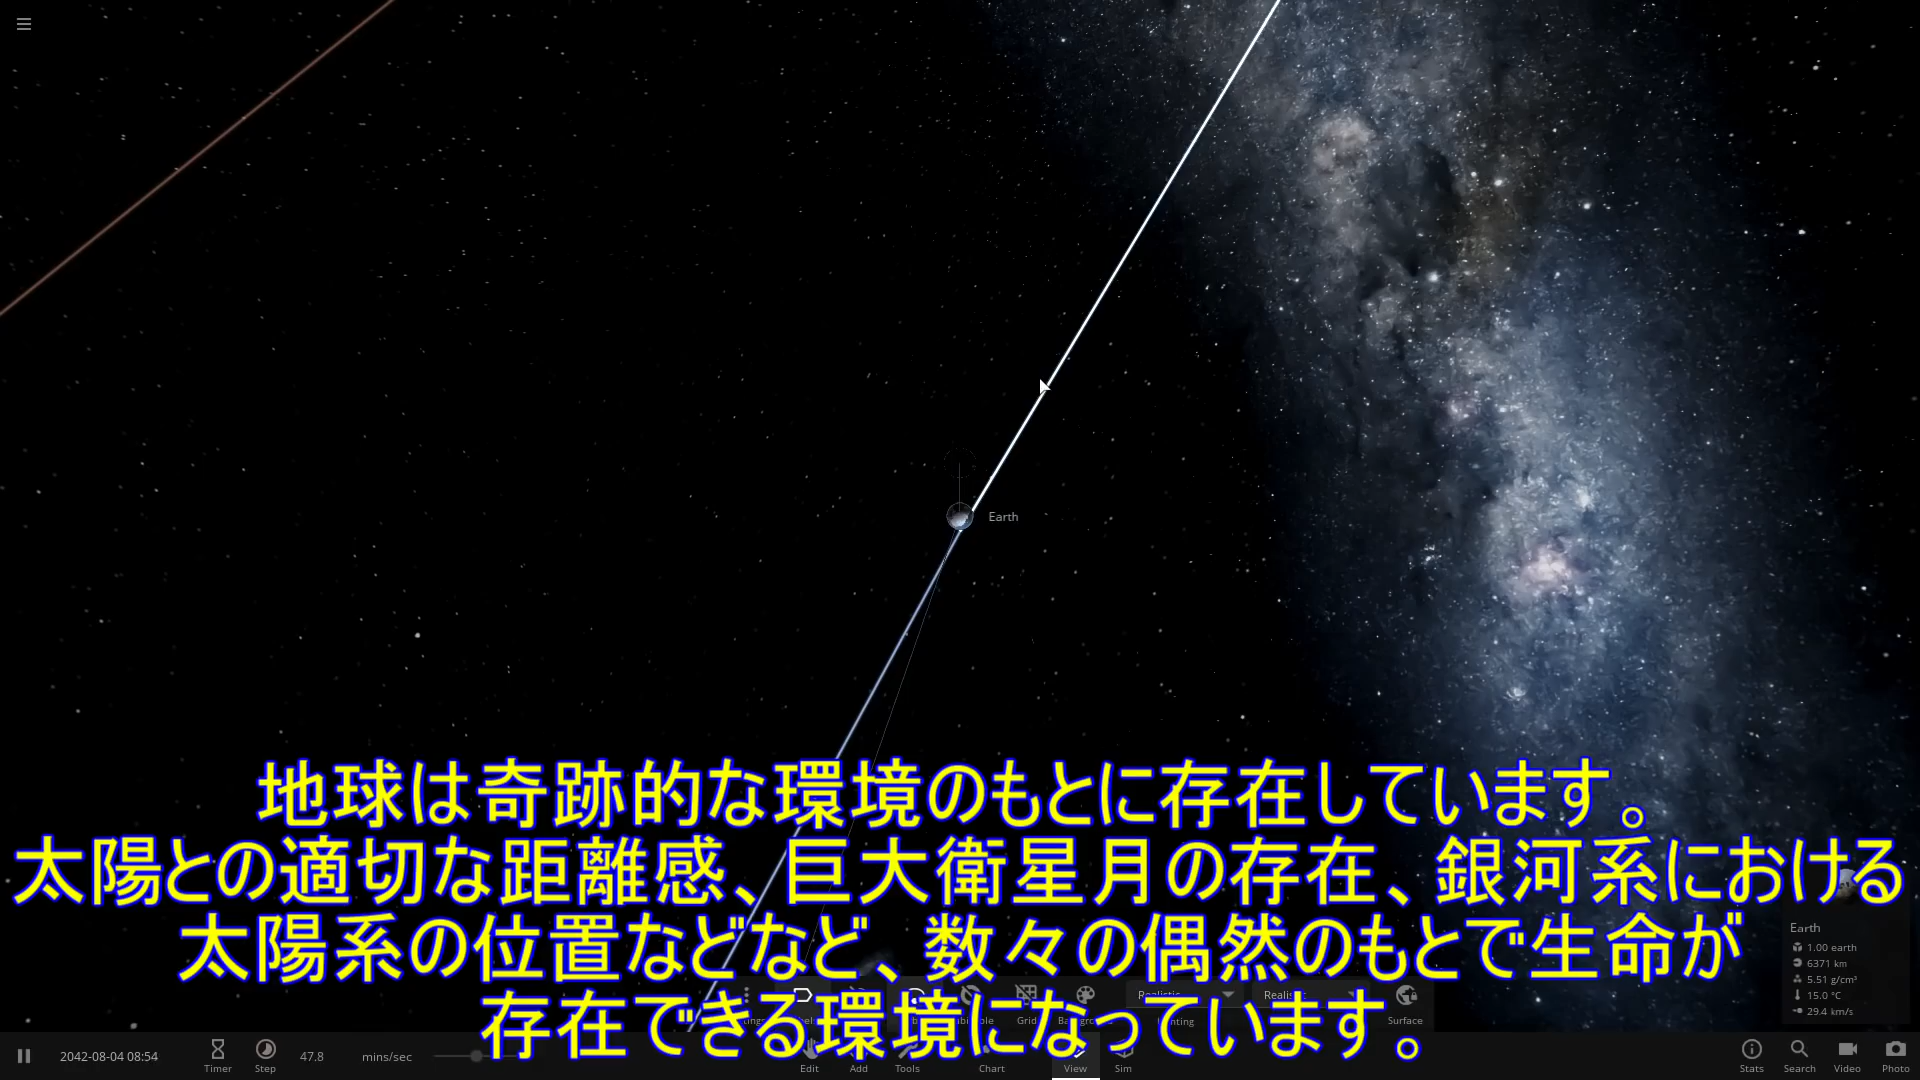 Earth
地球は奇跡的な環境のもとに存在しています。
太陽との適切な距離感、巨大衛星月の存在、銀河系における
太陽系の位置などなど、数々の偶然のもとで生命が
存在できる環境になっています。
Earth
1.00 earth
6371 km
5.51 g/cm³
15.0 °C
29.4 km/s
Realistic
Grid
Surface
2042-08-04 08:54
Timer
Step
47.8
mins/sec
Edit
Add
Tools
Chart
View
Sim
Stats
Search
Video
Photo